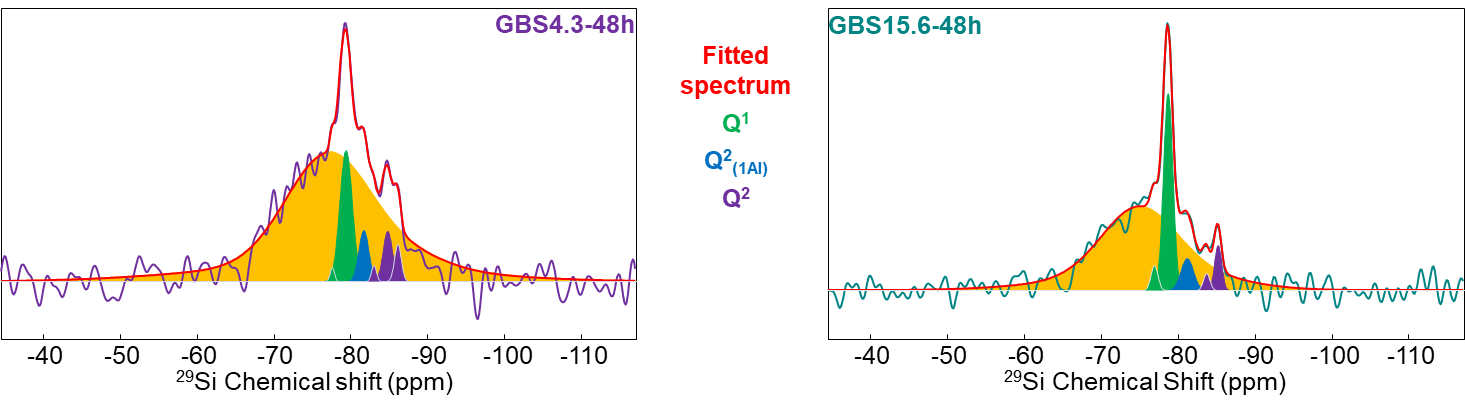 GBS4.3-48h
-40 -50 -60 -70 -80 -90 -100 -110
29Si Chemical shift (ppm)
Fitted
spectrum
Q1
Q2(1Al)
Q2
GBS15.6-48h
-40 -50 -60 -70 -80 -90 -100 -110
29Si Chemical Shift (ppm)